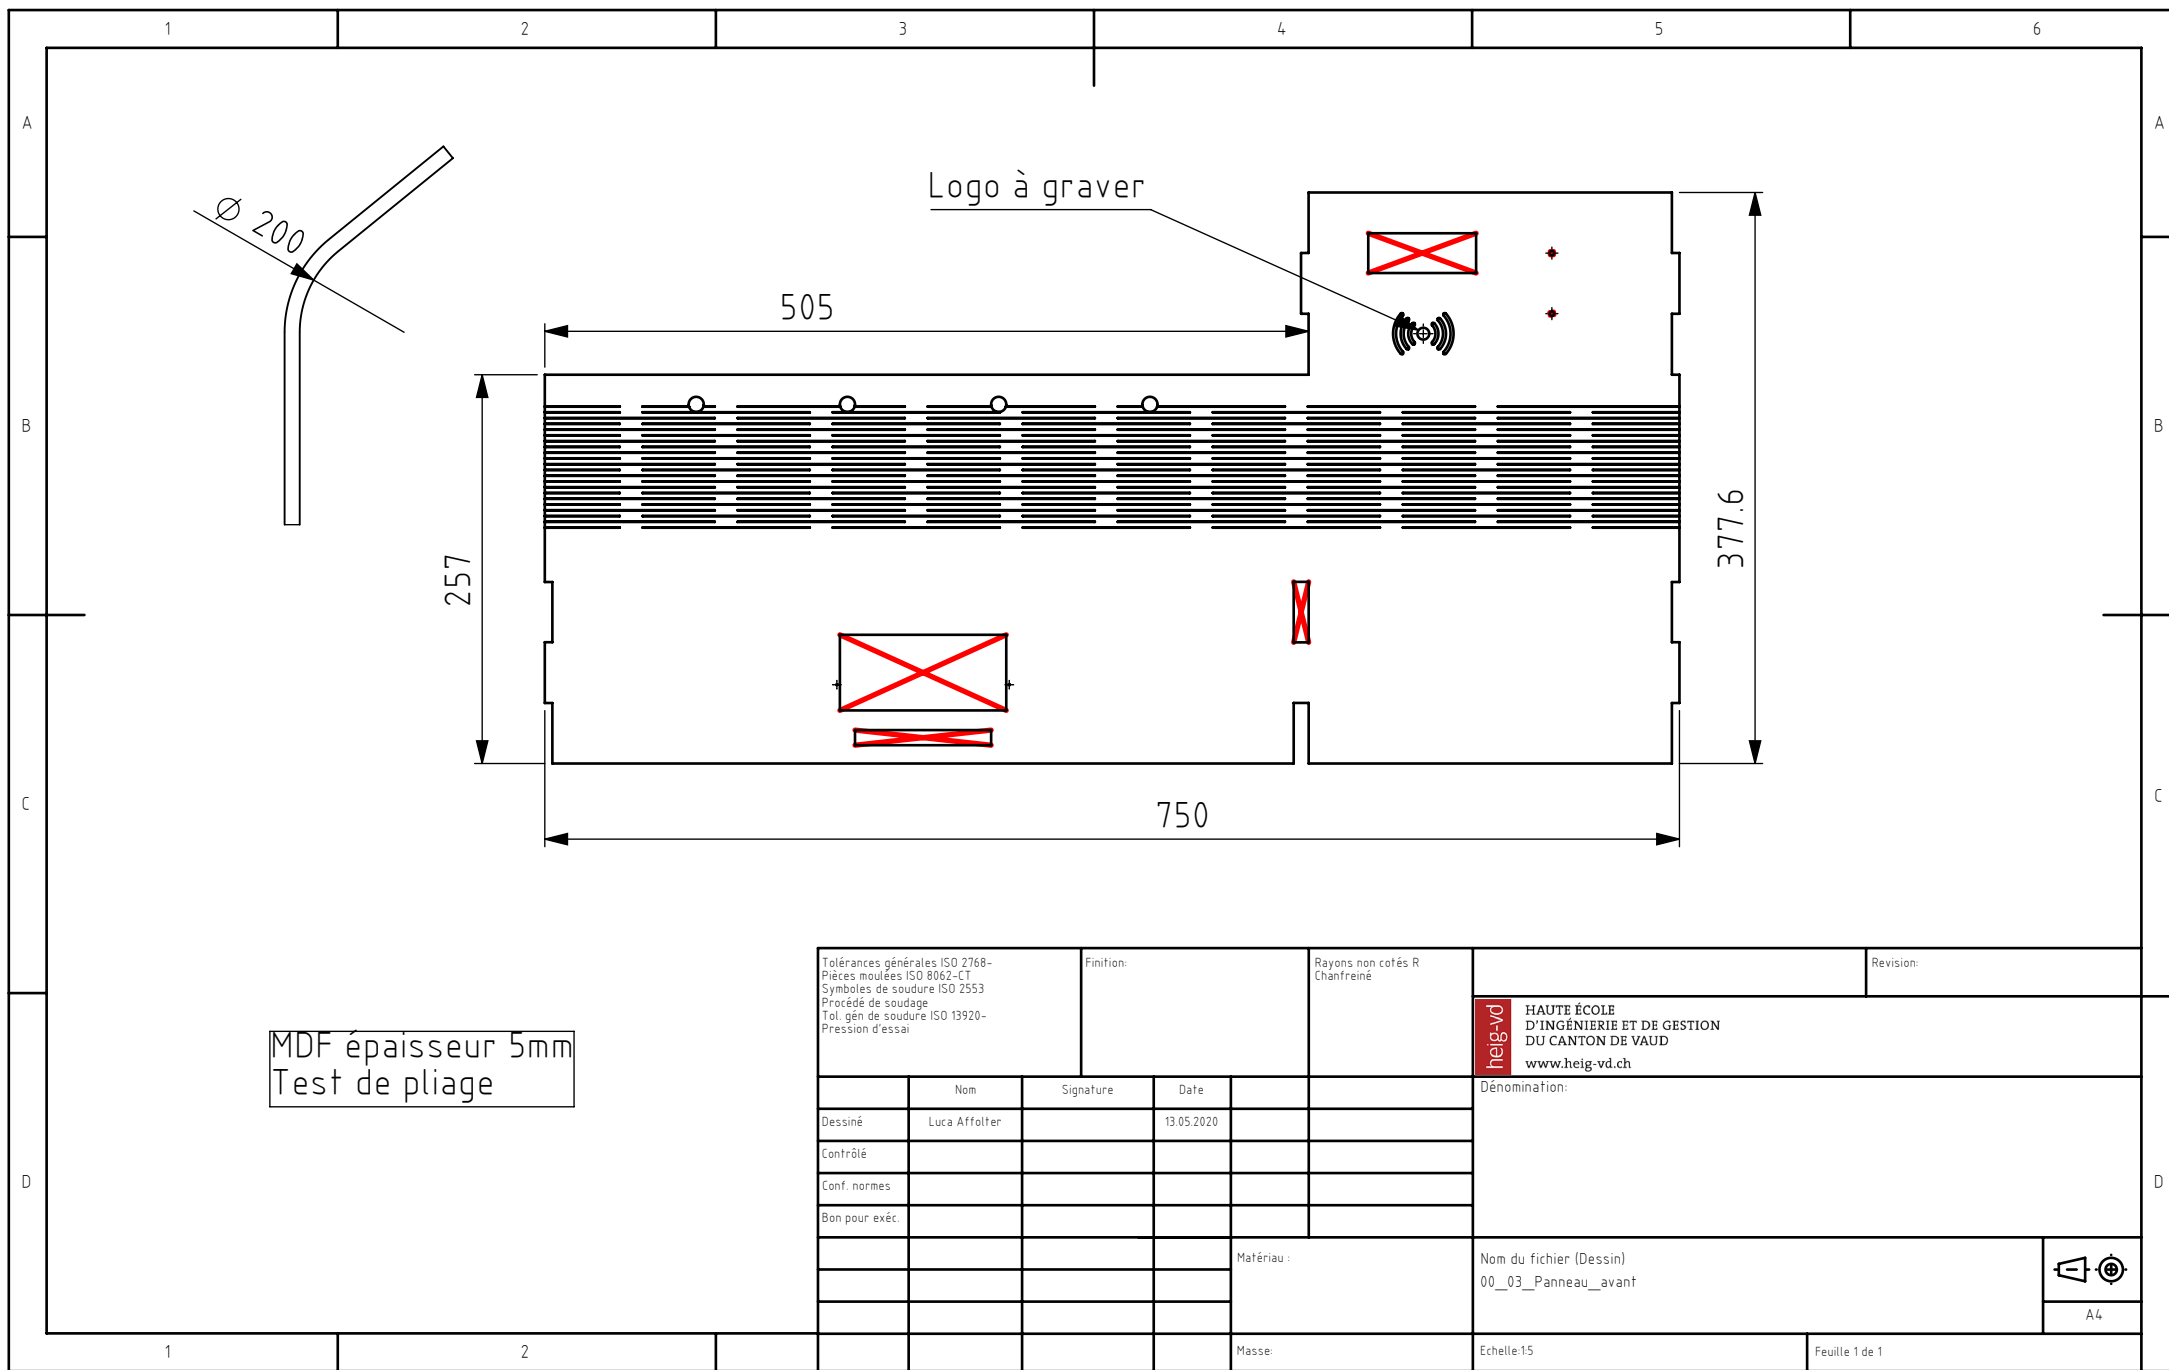 1 2 3 4 5 6
A A
Logo à graver
Ø 200
505
B B
257
377.6
750
C C
MDF épaisseur 5mm
Test de pliage
Tolérances générales ISO 2768-
Pièces moulées ISO 8062-CT
Symboles de soudure ISO 2553
Procédé de soudage
Tol. gén de soudure ISO 13920-
Pression d'essai
Finition:
Rayons non cotés R
Chanfreiné
Revision:
heig-vd
HAUTE ÉCOLE
D'INGÉNIERIE ET DE GESTION
DU CANTON DE VAUD
www.heig-vd.ch
Nom Signature Date
Dénomination:
Dessiné Luca Affolter 13.05.2020
Contrôlé
Conf. normes
Bon pour exéc.
D D
Matériau :
Nom du fichier (Dessin)
00_03_Panneau_avant
A4
Masse:
Echelle:1:5
Feuille 1 de 1
1 2